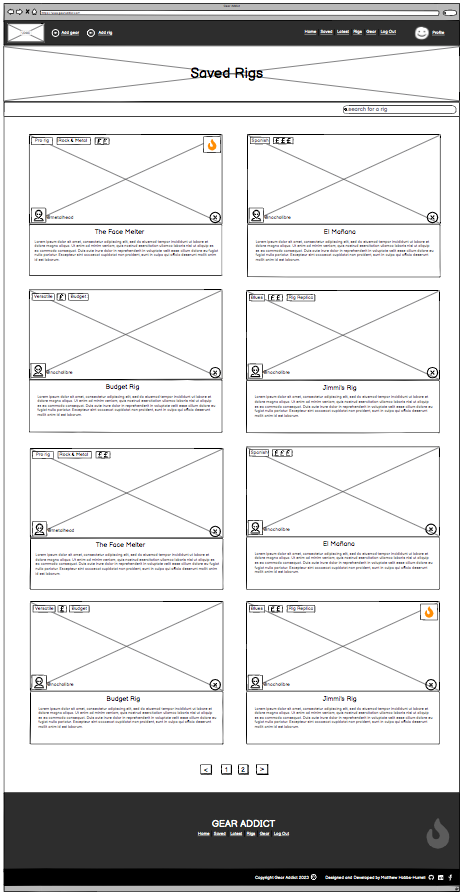 Gear Addict
Add gear
Add rig
Home Saved Latest Rigs Gear Log Out
Profile
Saved Rigs
search for a rig
Pro rig Rock & Metal ££
@metalhead
The Face Melter
Lorem ipsum dolor sit amet, consectetur adipiscing elit, sed do eiusmod tempor incididunt ut labore et
dolore magna aliqua. Ut enim ad minim veniam, quis nostrud exercitation ullamco laboris nisi ut aliquip
ex ea commodo consequat. Duis aute irure dolor in reprehenderit in voluptate velit esse cillum dolore eu fugiat
nulla pariatur. Excepteur sint occaecat cupidatat non proident, sunt in culpa qui officia deserunt
mollit anim id est laborum.
Spanish £££
@nacholibre
El Mañana
Lorem ipsum dolor sit amet, consectetur adipiscing elit, sed do eiusmod tempor incididunt ut labore et
dolore magna aliqua. Ut enim ad minim veniam, quis nostrud exercitation ullamco laboris nisi ut aliquip
ex ea commodo consequat. Duis aute irure dolor in reprehenderit in voluptate velit esse cillum dolore eu
fugiat nulla pariatur. Excepteur sint occaecat cupidatat non proident, sunt in culpa qui officia deserunt
mollit anim id est laborum.
Versatile £ Budget
@nacholibre
Budget Rig
Lorem ipsum dolor sit amet, consectetur adipiscing elit, sed do eiusmod tempor incididunt ut labore et
dolore magna aliqua. Ut enim ad minim veniam, quis nostrud exercitation ullamco laboris nisi ut aliquip
ex ea commodo consequat. Duis aute irure dolor in reprehenderit in voluptate velit esse cillum dolore eu
fugiat nulla pariatur. Excepteur sint occaecat cupidatat non proident, sunt in culpa qui officia deserunt
mollit anim id est laborum.
Blues ££ Rig Replica
@nacholibre
Jimmi's Rig
Lorem ipsum dolor sit amet, consectetur adipiscing elit, sed do eiusmod tempor incididunt ut labore et
dolore magna aliqua. Ut enim ad minim veniam, quis nostrud exercitation ullamco laboris nisi ut aliquip
ex ea commodo consequat. Duis aute irure dolor in reprehenderit in voluptate velit esse cillum dolore eu
fugiat nulla pariatur. Excepteur sint occaecat cupidatat non proident, sunt in culpa qui officia deserunt
mollit anim id est laborum.
Pro rig Rock & Metal ££
@metalhead
The Face Melter
Lorem ipsum dolor sit amet, consectetur adipiscing elit, sed do eiusmod tempor incididunt ut labore et
dolore magna aliqua. Ut enim ad minim veniam, quis nostrud exercitation ullamco laboris nisi ut aliquip
ex ea commodo consequat. Duis aute irure dolor in reprehenderit in voluptate velit esse cillum dolore eu fugiat
nulla pariatur. Excepteur sint occaecat cupidatat non proident, sunt in culpa qui officia deserunt
mollit anim id est laborum.
Spanish £££
@nacholibre
El Mañana
Lorem ipsum dolor sit amet, consectetur adipiscing elit, sed do eiusmod tempor incididunt ut labore et
dolore magna aliqua. Ut enim ad minim veniam, quis nostrud exercitation ullamco laboris nisi ut aliquip
ex ea commodo consequat. Duis aute irure dolor in reprehenderit in voluptate velit esse cillum dolore eu
fugiat nulla pariatur. Excepteur sint occaecat cupidatat non proident, sunt in culpa qui officia deserunt
mollit anim id est laborum.
Versatile £ Budget
@nacholibre
Budget Rig
Lorem ipsum dolor sit amet, consectetur adipiscing elit, sed do eiusmod tempor incididunt ut labore et
dolore magna aliqua. Ut enim ad minim veniam, quis nostrud exercitation ullamco laboris nisi ut aliquip
ex ea commodo consequat. Duis aute irure dolor in reprehenderit in voluptate velit esse cillum dolore eu
fugiat nulla pariatur. Excepteur sint occaecat cupidatat non proident, sunt in culpa qui officia deserunt
mollit anim id est laborum.
Blues ££ Rig Replica
@nacholibre
Jimmi's Rig
Lorem ipsum dolor sit amet, consectetur adipiscing elit, sed do eiusmod tempor incididunt ut labore et
dolore magna aliqua. Ut enim ad minim veniam, quis nostrud exercitation ullamco laboris nisi ut aliquip
ex ea commodo consequat. Duis aute irure dolor in reprehenderit in voluptate velit esse cillum dolore eu
fugiat nulla pariatur. Excepteur sint occaecat cupidatat non proident, sunt in culpa qui officia deserunt
mollit anim id est laborum.
< 1 2 >
GEAR ADDICT
Home Saved Latest Rigs Gear Log Out
Copyright Gear Addict 2023 Designed and Developed by Matthew Hobbs-Hurrell